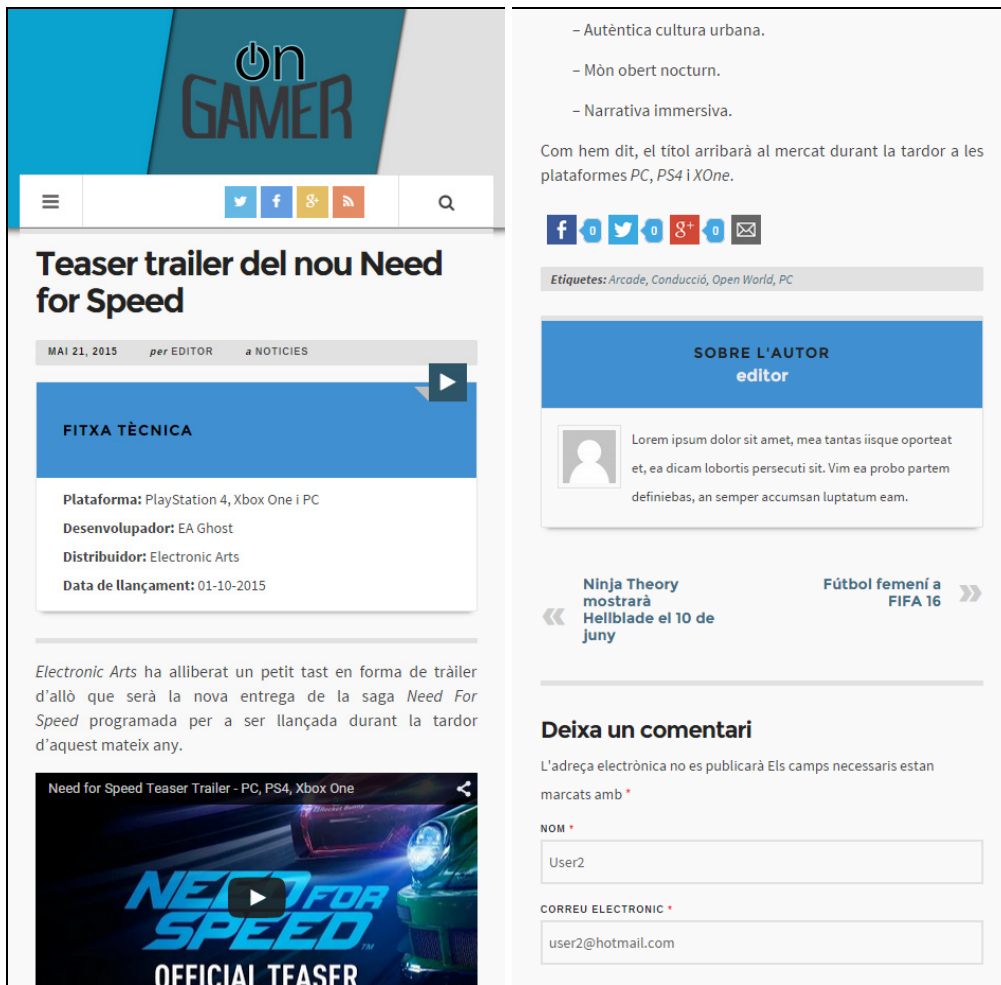 on
GAMER
Teaser trailer del nou Need
for Speed
MAI 21, 2015 per EDITOR a NOTICIES
FITXA TÈCNICA
Plataforma: PlayStation 4, Xbox One i PC
Desenvolupador: EA Ghost
Distribuidor: Electronic Arts
Data de llançament: 01-10-2015
Electronic Arts ha alliberat un petit tast en forma de tràiler
d'allò que serà la nova entrega de la saga Need For
Speed programada per a ser llançada durant la tardor
d'aquest mateix any.
Need for Speed Teaser Trailer - PC, PS4, Xbox One
NEED FOR
SPEED
TM
OFFICIAL TEASER
– Autèntica cultura urbana.
– Mòn obert nocturn.
– Narrativa immersiva.
Com hem dit, el títol arribarà al mercat durant la tardor a les
plataformes PC, PS4 i XOne.
f 0 0 8+ 0
Etiquetes: Arcade, Conducció, Open World, PC
SOBRE L'AUTOR
editor
Lorem ipsum dolor sit amet, mea tantas iisque oporteat
et, ea dicam lobortis persecuti sit. Vim ea probo partem
definiebas, an semper accumsan luptatum eam.
Ninja Theory
mostrarà
Hellblade el 10 de
juny
Fútbol femení a
FIFA 16
Deixa un comentari
L'adreça electrònica no es publicarà Els camps necessaris estan
marcats amb *
NOM *
User2
CORREU ELECTRONIC *
user2@hotmail.com